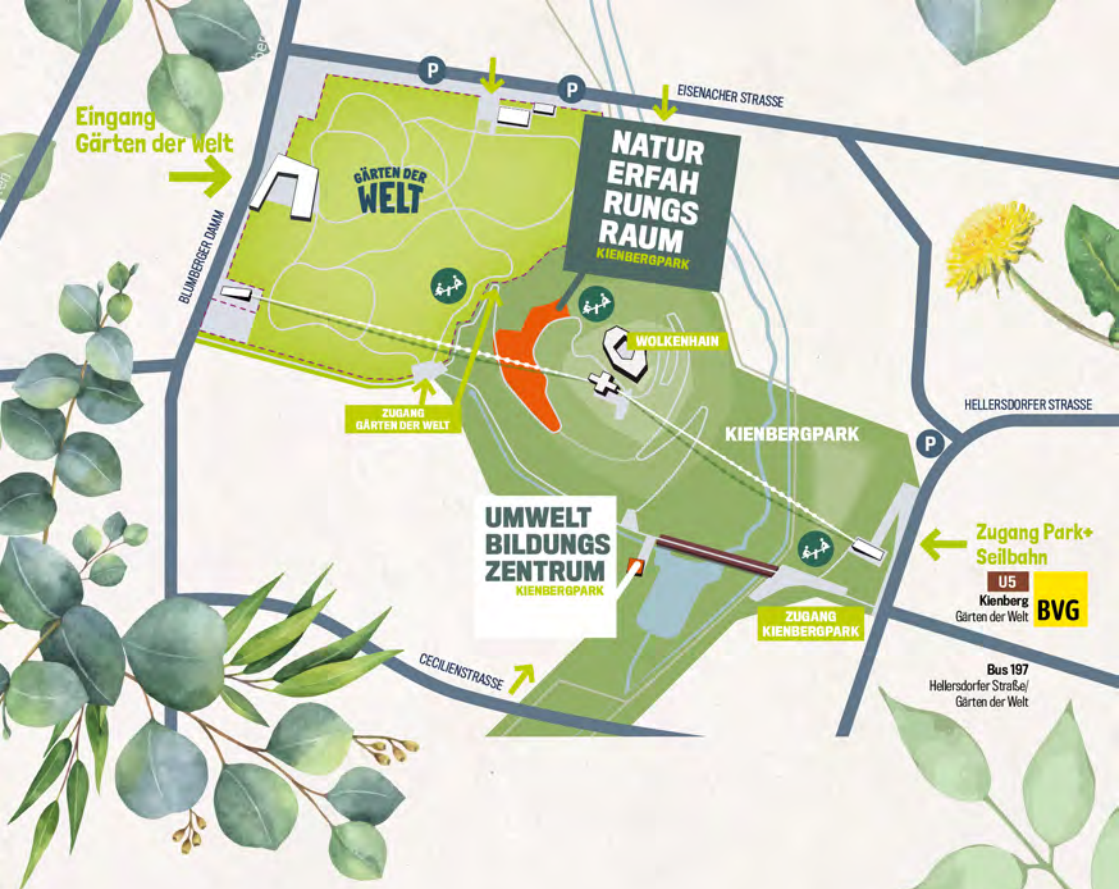 P
P
EISENACHER STRASSE
Eingang
Gärten der Welt
GÄRTEN DER
WELT
NATUR
ERFAH
RUNGS
RAUM
KIENBERGPARK
BLUMBERGER DAMM
WOLKENHAIN
ZUGANG
GÄRTEN DER WELT
KIENBERGPARK
HELLERSDORFER STRASSE
P
UMWELT
BILDUNGS
ZENTRUM
KIENBERGPARK
Zugang Park+
Seilbahn
U5
Kienberg
Gärten der Welt
BVG
ZUGANG
KIENBERGPARK
CECILIENSTRASSE
Bus 197
Hellersdorfer Straße/
Gärten der Welt